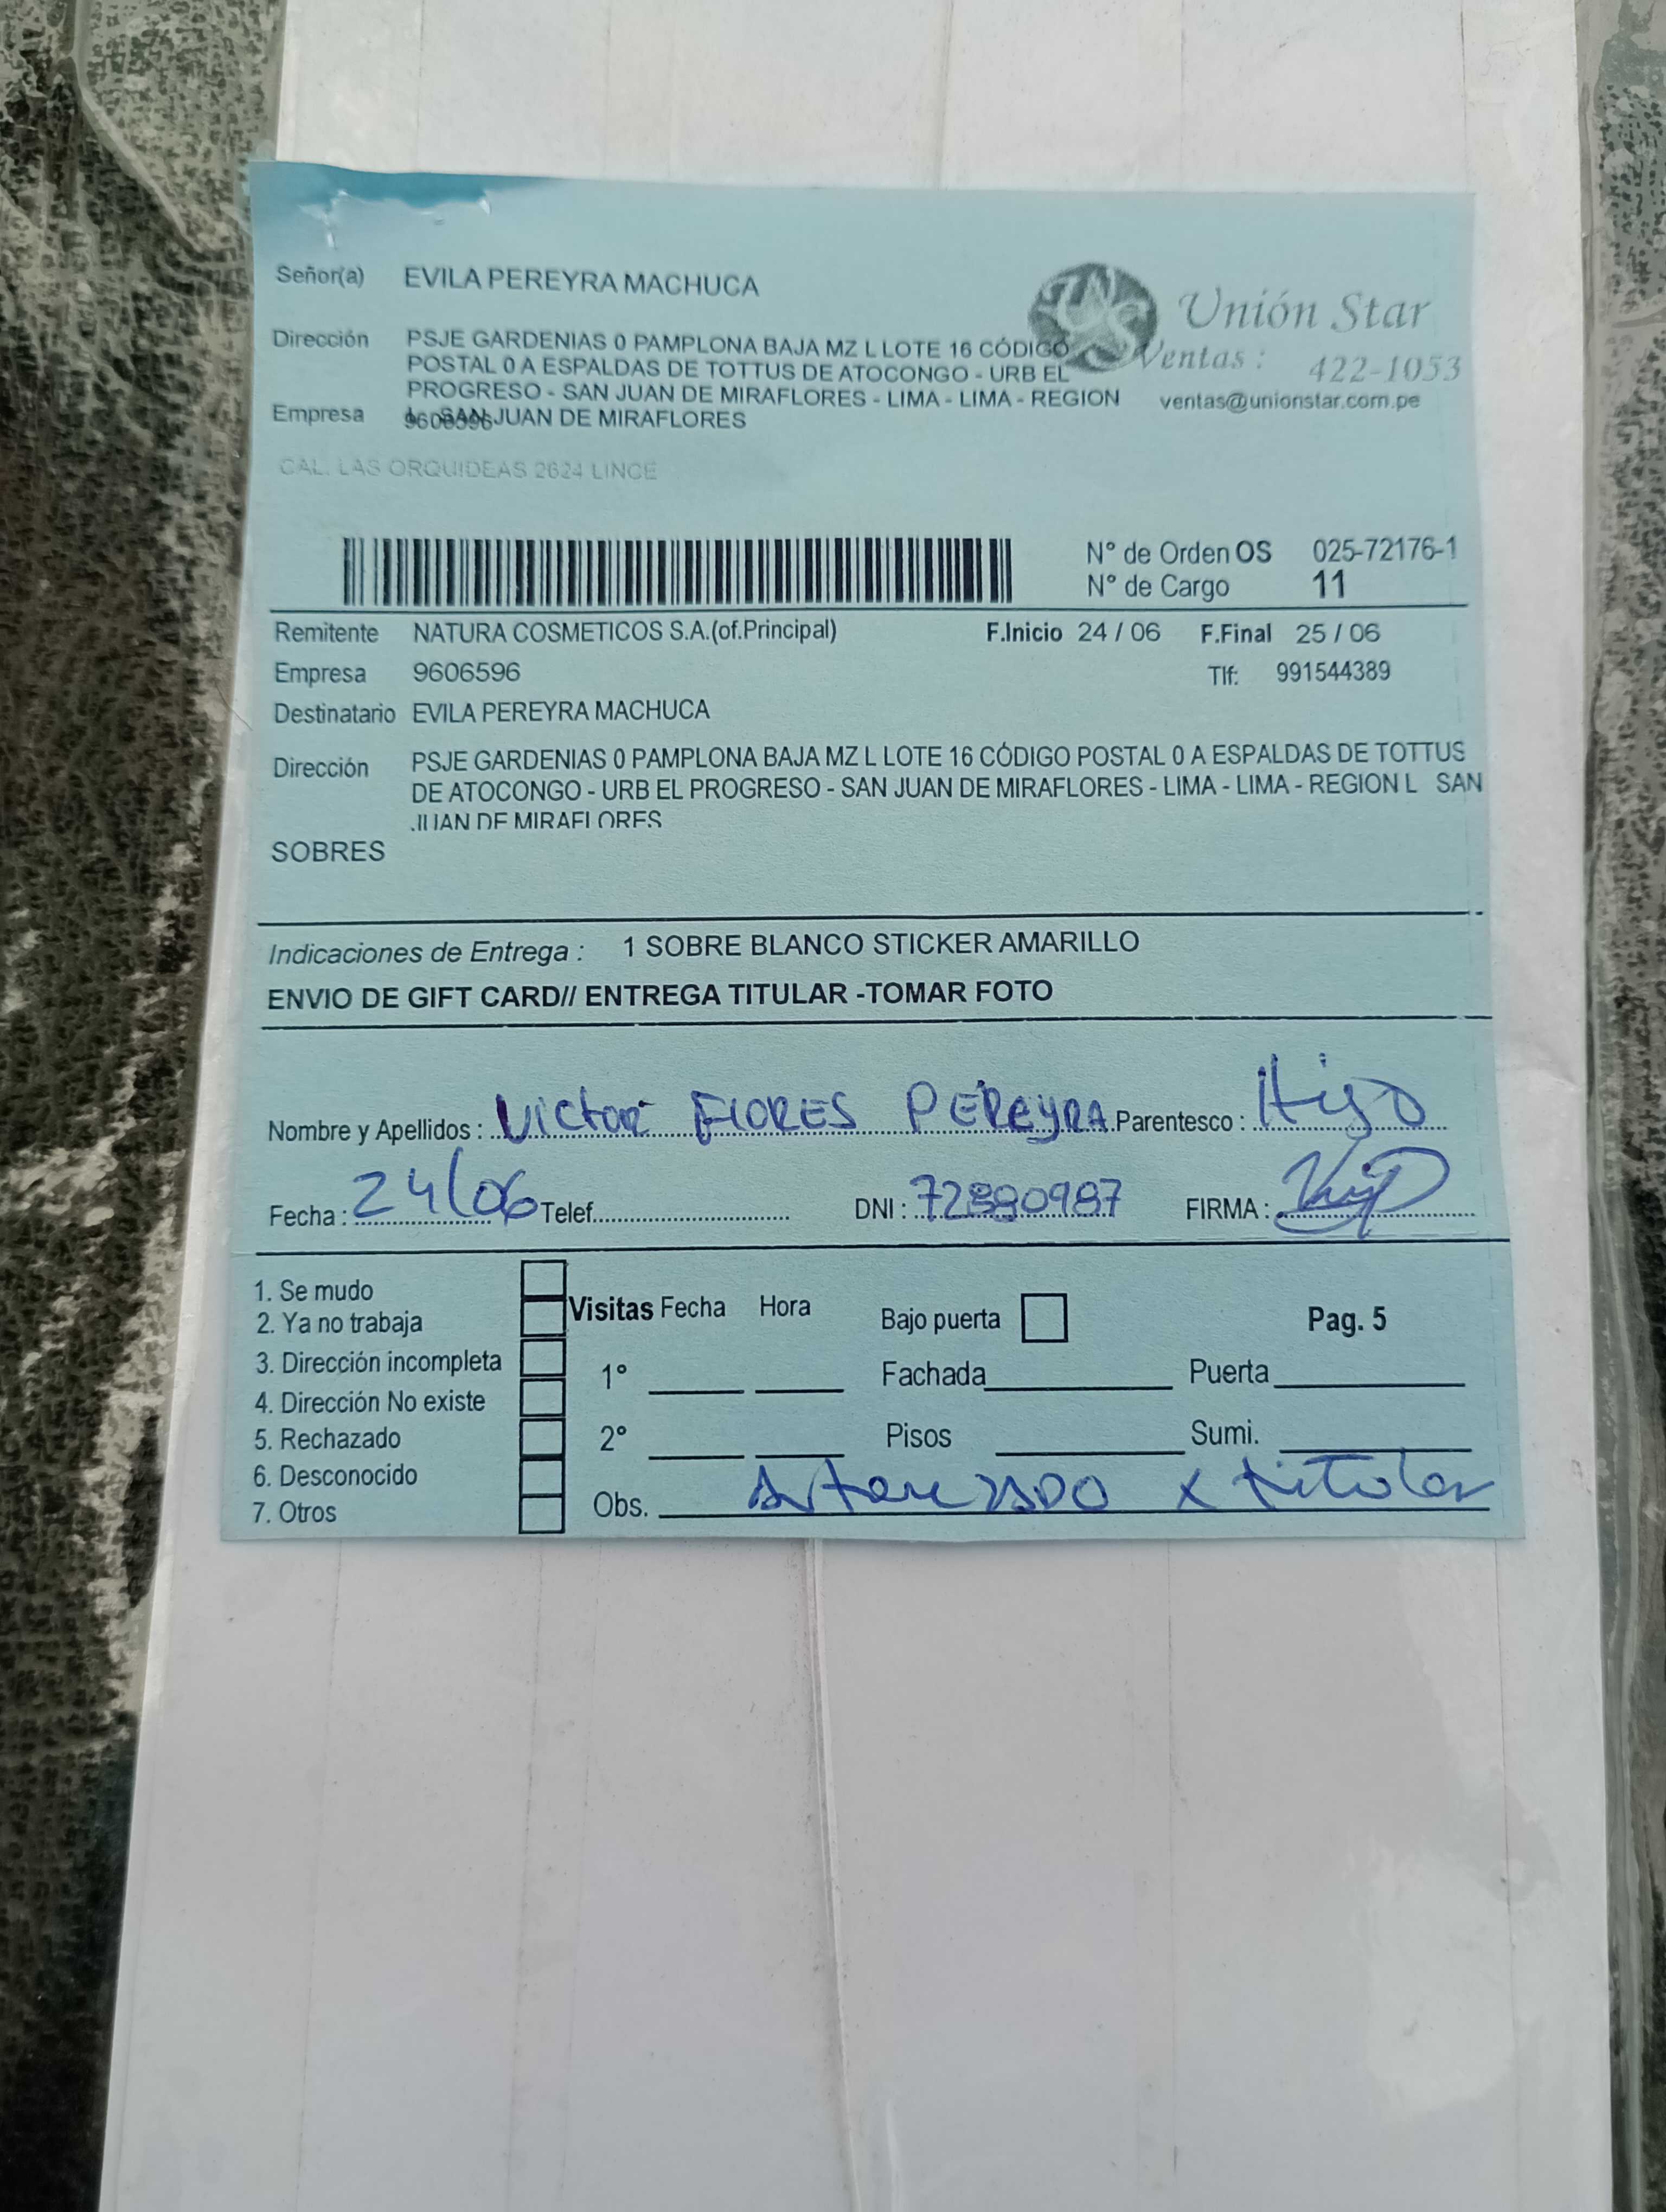 Señor(a) EVILA PEREYRA MACHUCA
Unión Star
Ventas : 422-1053
ventas@unionstar.com.pe
Dirección PSJE GARDENIAS 0 PAMPLONA BAJA MZ L LOTE 16 CÓDIGO
POSTAL 0 A ESPALDAS DE TOTTUS DE ATOCONGO - URB EL
PROGRESO - SAN JUAN DE MIRAFLORES - LIMA - LIMA - REGION
Empresa 9606596 L SAN JUAN DE MIRAFLORES
CAL. LAS ORQUIDEAS 2624 LINCE
N° de Orden OS 025-72176-1
N° de Cargo 11
Remitente NATURA COSMETICOS S.A.(of.Principal) F.Inicio 24 / 06 F.Final 25 / 06
Empresa 9606596 Tlf: 991544389
Destinatario EVILA PEREYRA MACHUCA
Dirección PSJE GARDENIAS 0 PAMPLONA BAJA MZ L LOTE 16 CÓDIGO POSTAL 0 A ESPALDAS DE TOTTUS
DE ATOCONGO - URB EL PROGRESO - SAN JUAN DE MIRAFLORES - LIMA - LIMA - REGION L SAN
JUAN DE MIRAFLORES
SOBRES
Indicaciones de Entrega : 1 SOBRE BLANCO STICKER AMARILLO
ENVIO DE GIFT CARD// ENTREGA TITULAR -TOMAR FOTO
Nombre y Apellidos : Victor FLORES PEREYRA Parentesco : Hijo
Fecha : 24/06 Telef. DNI : FIRMA :
1. Se mudo
2. Ya no trabaja
3. Dirección incompleta
4. Dirección No existe
5. Rechazado
6. Desconocido
7. Otros
Visitas Fecha Hora Bajo puerta Pag. 5
1° Fachada Puerta
2° Pisos Sumi.
Obs. x titular